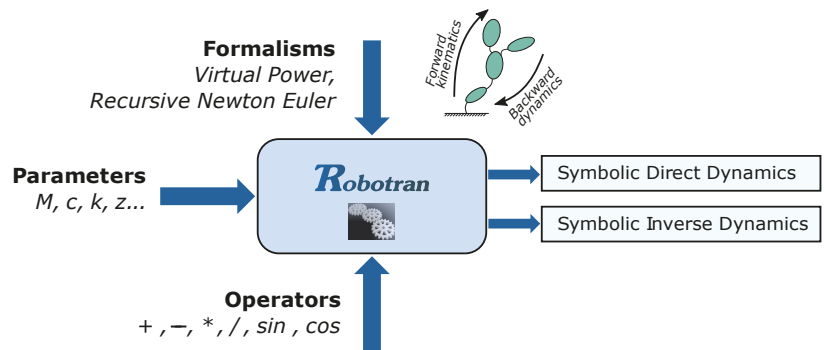 Formalisms
Virtual Power,
Recursive Newton Euler
Forward
kinematics
Backward
dynamics
Parameters
M, c, k, z...
Robotran
Symbolic Direct Dynamics
Symbolic Inverse Dynamics
Operators
+ , −, *, /, sin , cos